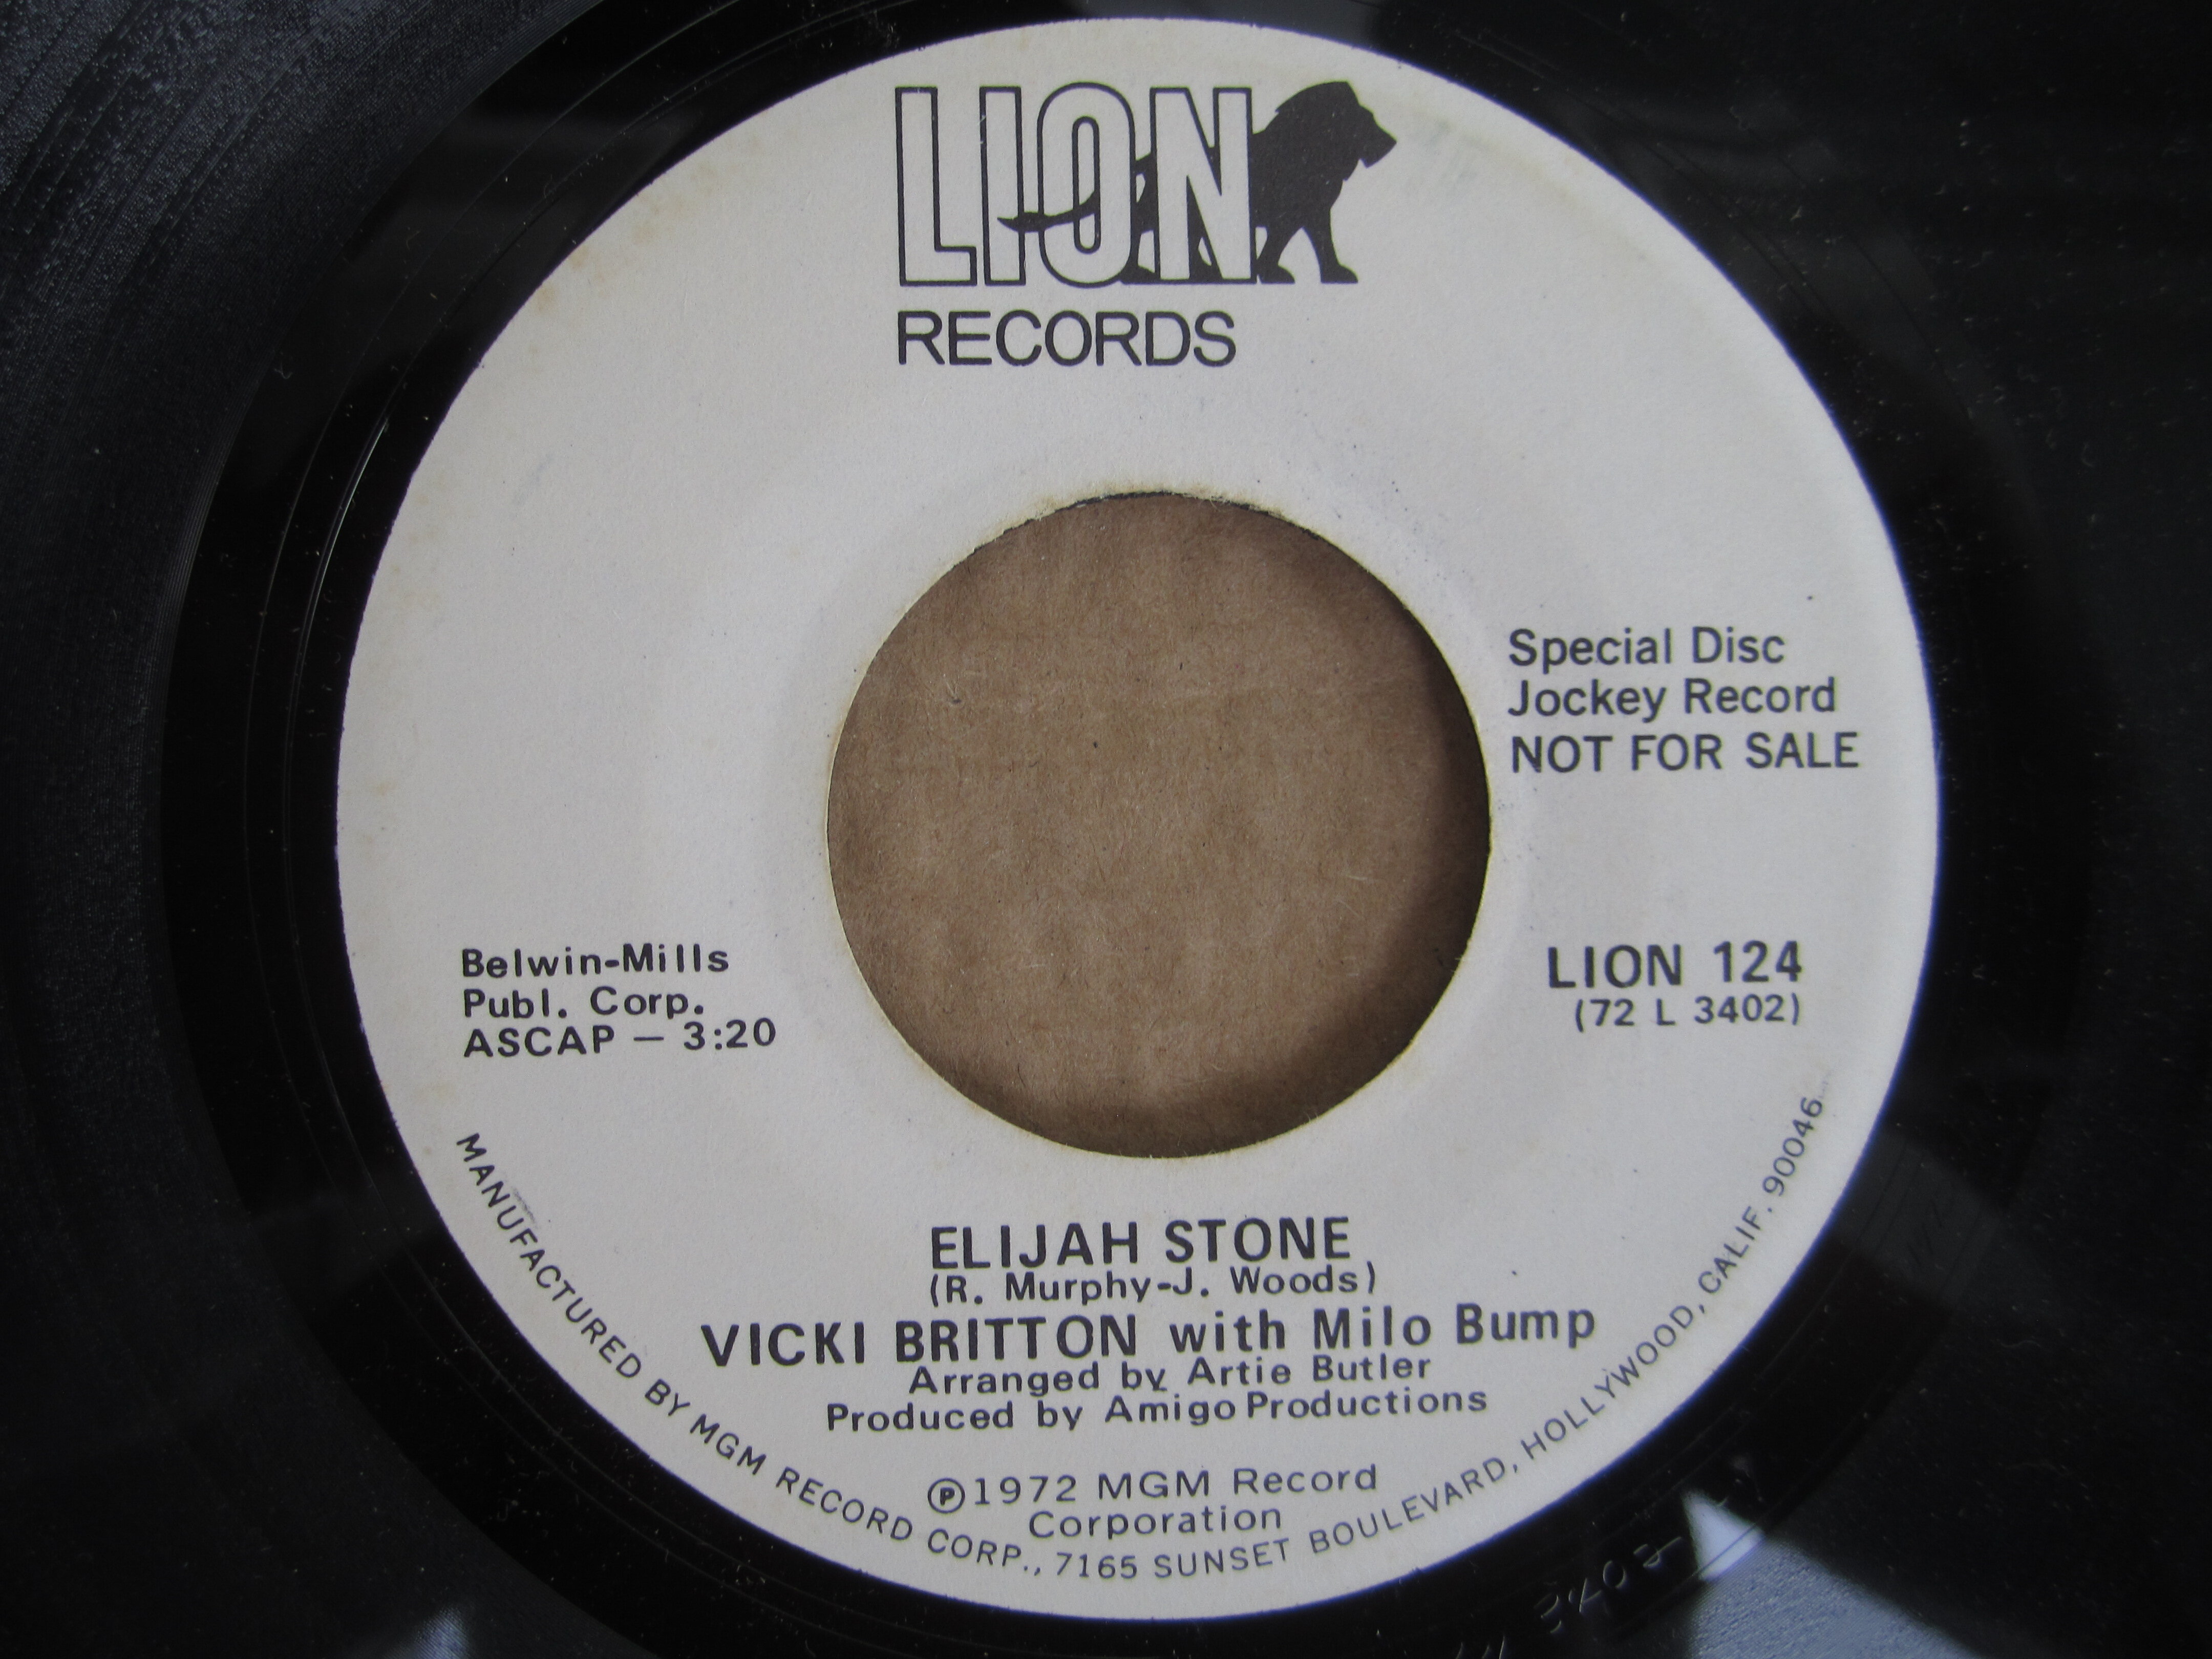 LION
RECORDS
Special Disc
Jockey Record
NOT FOR SALE
Belwin-Mills
Publ. Corp.
ASCAP — 3:20
LION 124
(72 L 3402)
ELIJAH STONE
(R. Murphy-J. Woods)
VICKI BRITTON with Milo Bump
Arranged by Artie Butler
Produced by Amigo Productions
℗1972 MGM Record
Corporation
MANUFACTURED BY MGM RECORD CORP., 7165 SUNSET BOULEVARD, HOLLYWOOD, CALIF. 90046
3402